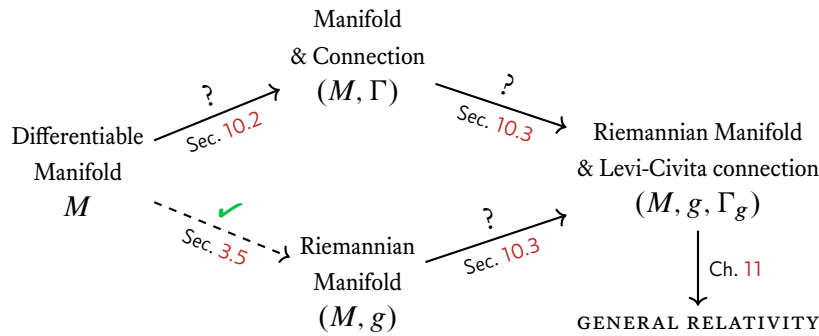 Manifold
& Connection
(M, Γ)
?
Sec. 10.2
?
Sec. 10.3
Differentiable
Manifold
M
✓
Sec. 3.5
Riemannian
Manifold
(M, g)
?
Sec. 10.3
Riemannian Manifold
& Levi-Civita connection
(M, g, Γ_g)
Ch. 11
GENERAL RELATIVITY